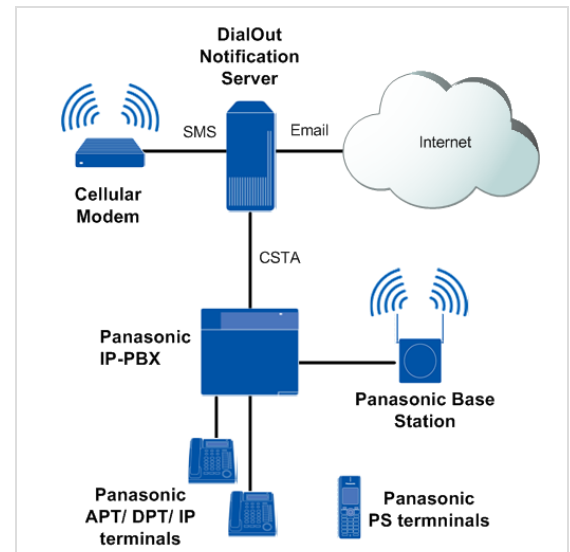 DialOut
Notification
Server
SMS
Email
Internet
Cellular
Modem
CSTA
Panasonic
IP-PBX
Panasonic Base
Station
Panasonic
APT/ DPT/ IP
terminals
Panasonic
PS termninals